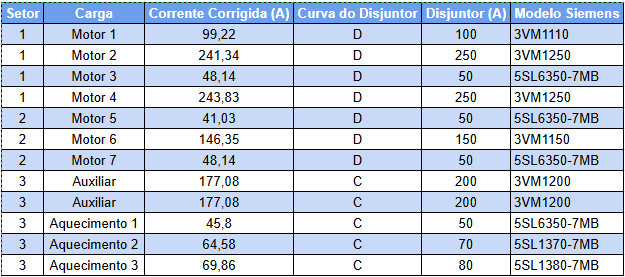 Setor Carga Corrente Corrigida (A) Curva do Disjuntor Disjuntor (A) Modelo Siemens
1 Motor 1 99,22 D 100 3VM1110
1 Motor 2 241,34 D 250 3VM1250
1 Motor 3 48,14 D 50 5SL6350-7MB
1 Motor 4 243,83 D 250 3VM1250
2 Motor 5 41,03 D 50 5SL6350-7MB
2 Motor 6 146,35 D 150 3VM1150
2 Motor 7 48,14 D 50 5SL6350-7MB
3 Auxiliar 177,08 C 200 3VM1200
3 Auxiliar 177,08 C 200 3VM1200
3 Aquecimento 1 45,8 C 50 5SL6350-7MB
3 Aquecimento 2 64,58 C 70 5SL1370-7MB
3 Aquecimento 3 69,86 C 80 5SL1380-7MB